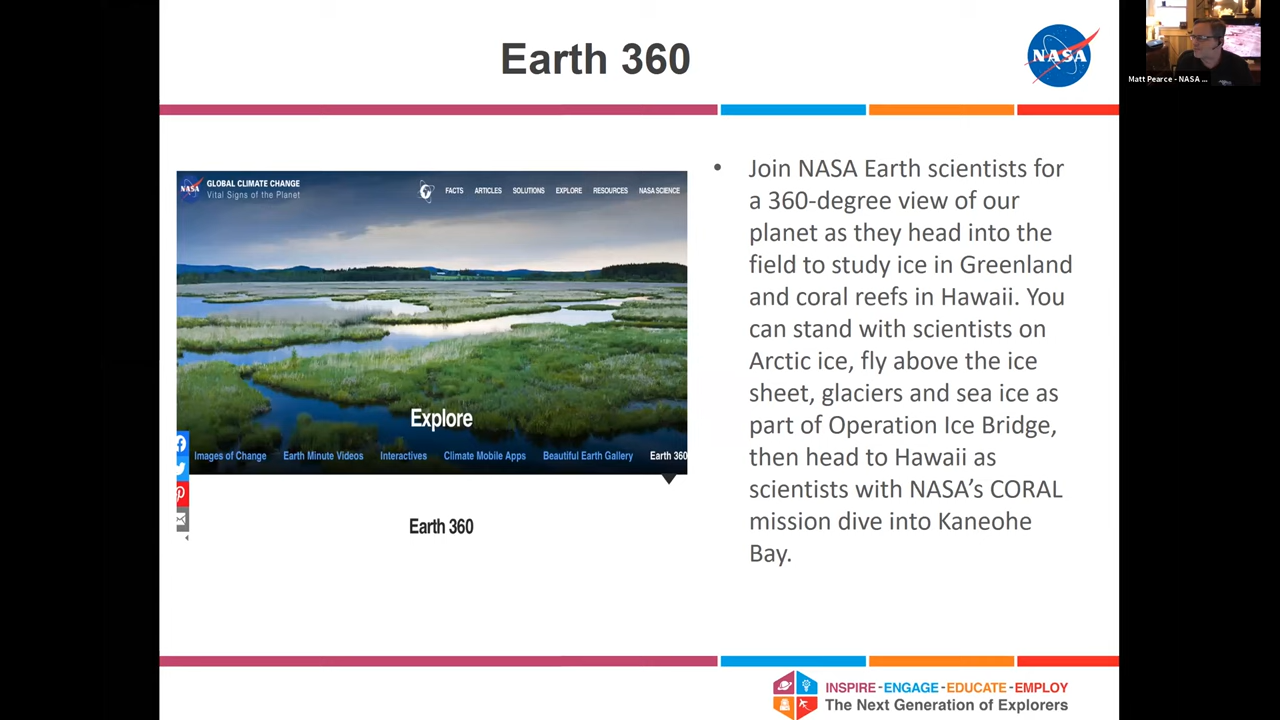 Earth 360
NASA
Matt Pearce - NASA ...
NASA
GLOBAL CLIMATE CHANGE
Vital Signs of the Planet
FACTS ARTICLES SOLUTIONS EXPLORE RESOURCES NASA SCIENCE
Explore
Images of Change Earth Minute Videos Interactives Climate Mobile Apps Beautiful Earth Gallery Earth 360
Earth 360
• Join NASA Earth scientists for
a 360-degree view of our
planet as they head into the
field to study ice in Greenland
and coral reefs in Hawaii. You
can stand with scientists on
Arctic ice, fly above the ice
sheet, glaciers and sea ice as
part of Operation Ice Bridge,
then head to Hawaii as
scientists with NASA’s CORAL
mission dive into Kaneohe
Bay.
INSPIRE - ENGAGE - EDUCATE - EMPLOY
The Next Generation of Explorers